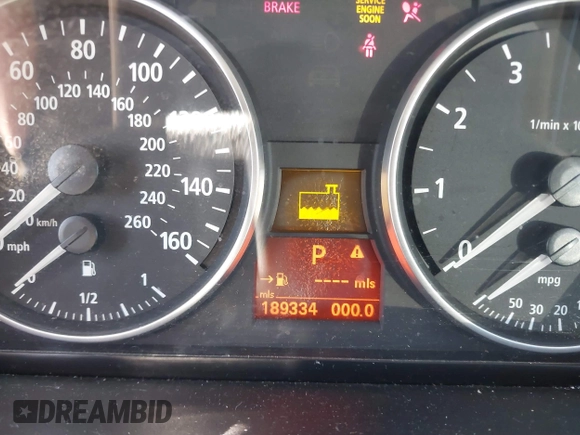 BRAKE
SERVICE
ENGINE
SOON
60
80
100
80
100
120
140
160
180
200
220
240
260
140
160
60
40
20
0 km/h
mph
0
1/2
1
P
---- mls
mls
189334 000.0
0
1
2
3
1/min x 10
mpg
50
30
20
DREAMBID